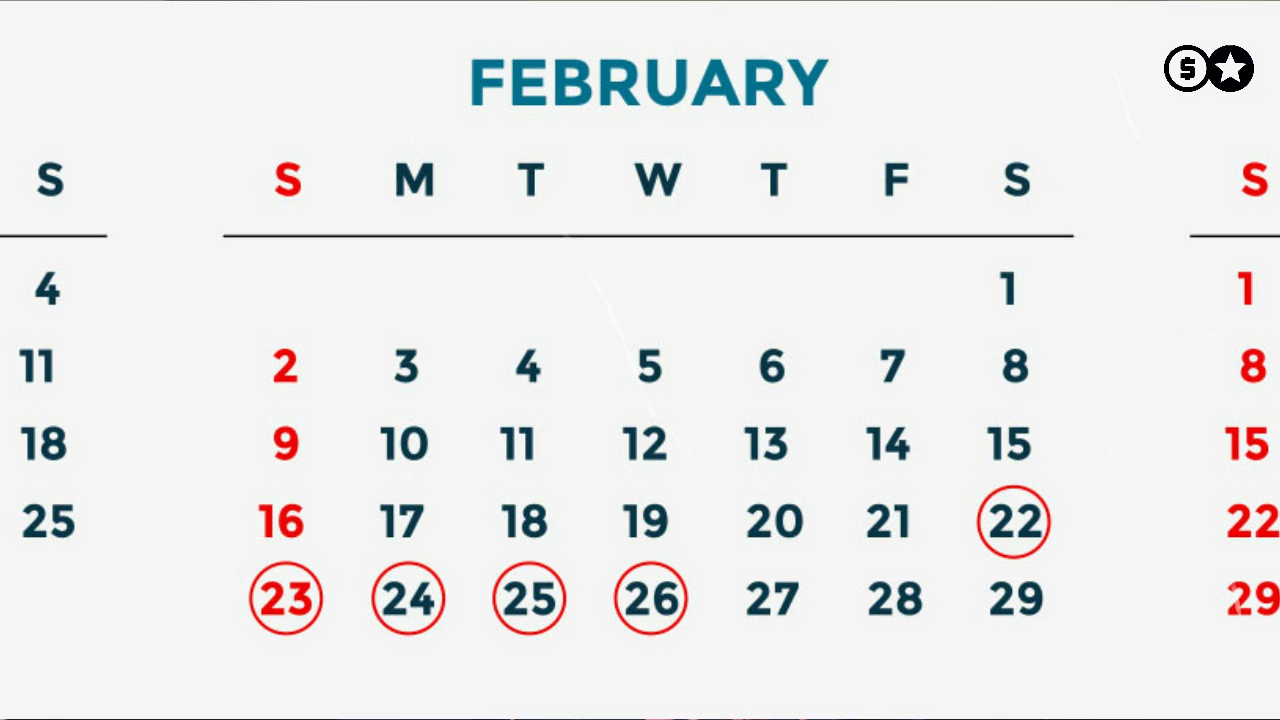 FEBRUARY
$
S S M T W T F S S
4 1 1
11 2 3 4 5 6 7 8 8
18 9 10 11 12 13 14 15 15
25 16 17 18 19 20 21 22 22
23 24 25 26 27 28 29 29